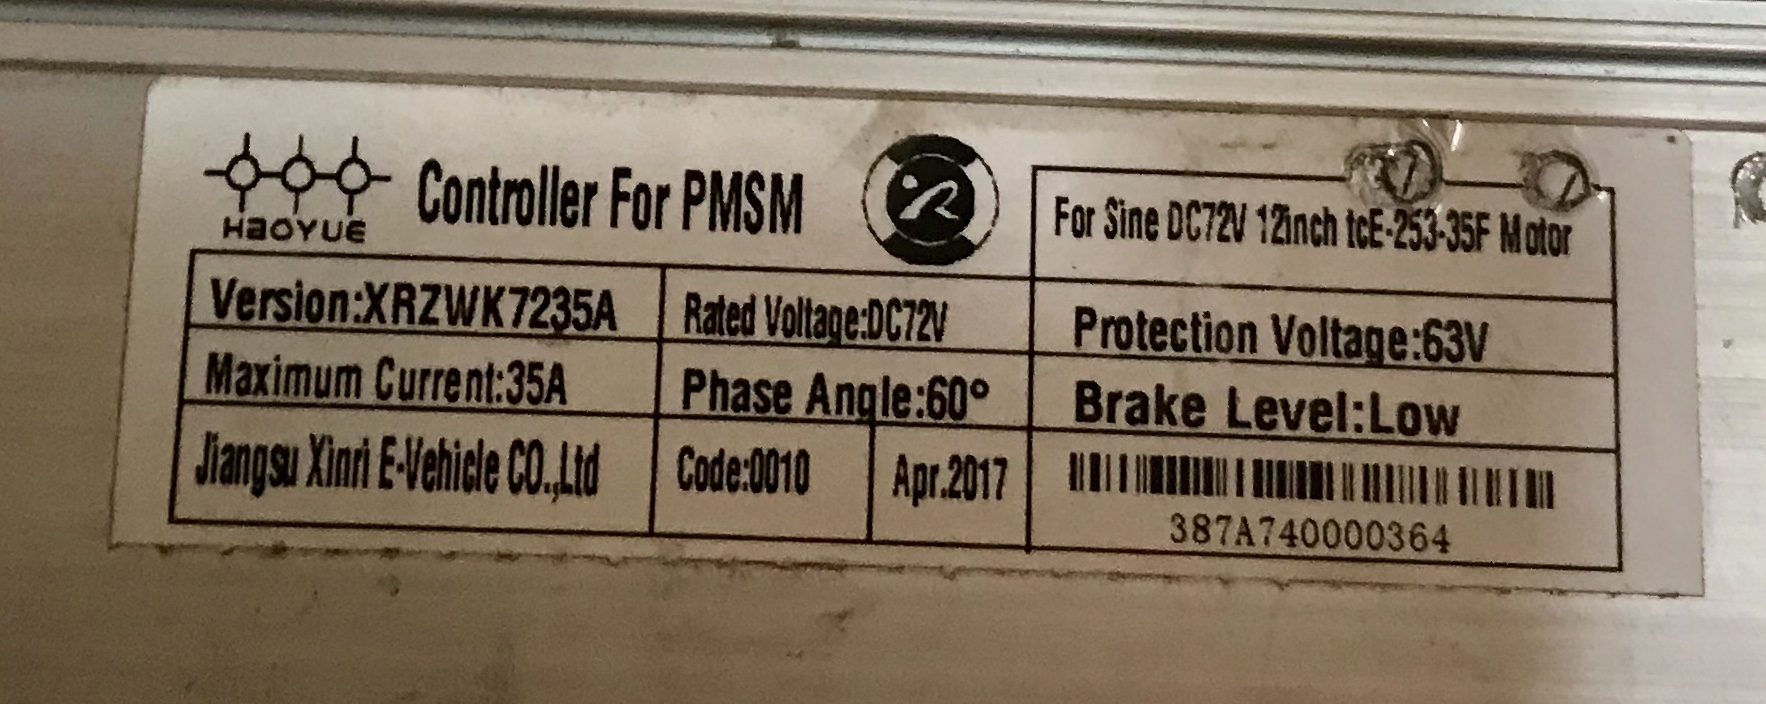 HaOYUE
Controller For PMSM
For Sine DC72V 12inch tcE-253-35F Motor
Version:XRZWK7235A
Rated Voltage:DC72V
Protection Voltage:63V
Maximum Current:35A
Phase Angle:60°
Brake Level:Low
Jiangsu Xinri E-Vehicle CO.,Ltd
Code:0010
Apr.2017
387A740000364